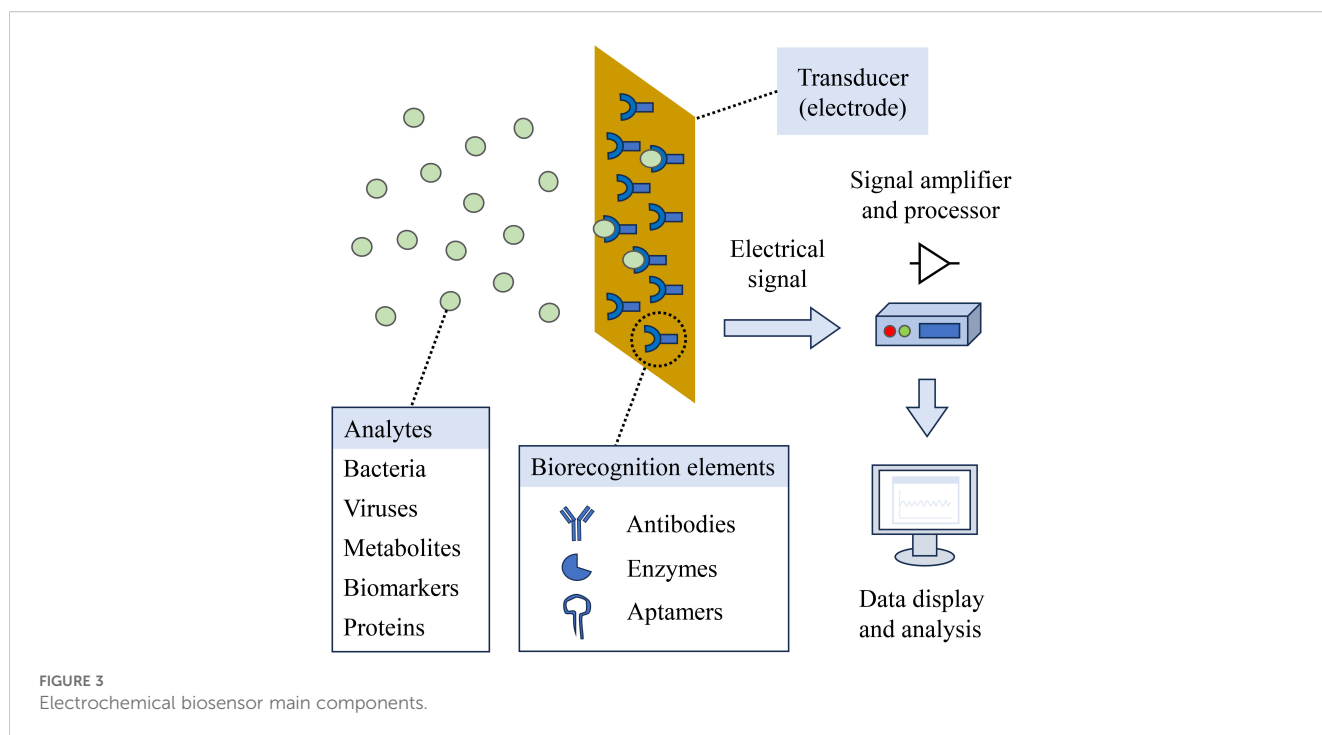 Transducer
(electrode)
Signal amplifier
and processor
Electrical
signal
Analytes
Bacteria
Viruses
Metabolites
Biomarkers
Proteins
Biorecognition elements
Antibodies
Enzymes
Aptamers
Data display
and analysis
FIGURE 3
Electrochemical biosensor main components.